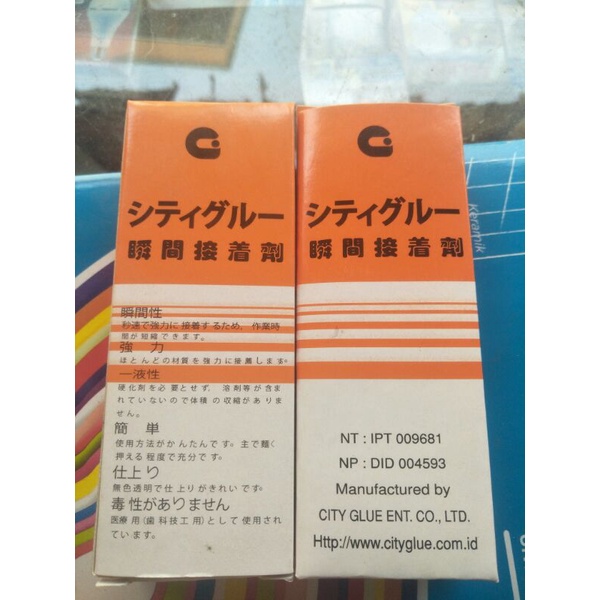 シティグルー
瞬間接着劑
瞬間性
秒速で強力に接着するため、作業時
間が短縮できます。
強 力
ほとんどの材質を強力に接着します。
一液性
硬化剤を必要とせず、溶剤等が含ま
れていないので体積の収縮がありま
せん。
簡 単
使用方法がかんたんです。主で軽く
押える程度で充分です。
仕上り
無色透明で仕上りがきれいです。
毒性がありません
医療用(歯科技工用)として使用され
ています。
シティグルー
瞬間接着劑
NT : IPT 009681
NP : DID 004593
Manufactured by
CITY GLUE ENT. CO., LTD.
Http://www.cityglue.com.id
Keramik